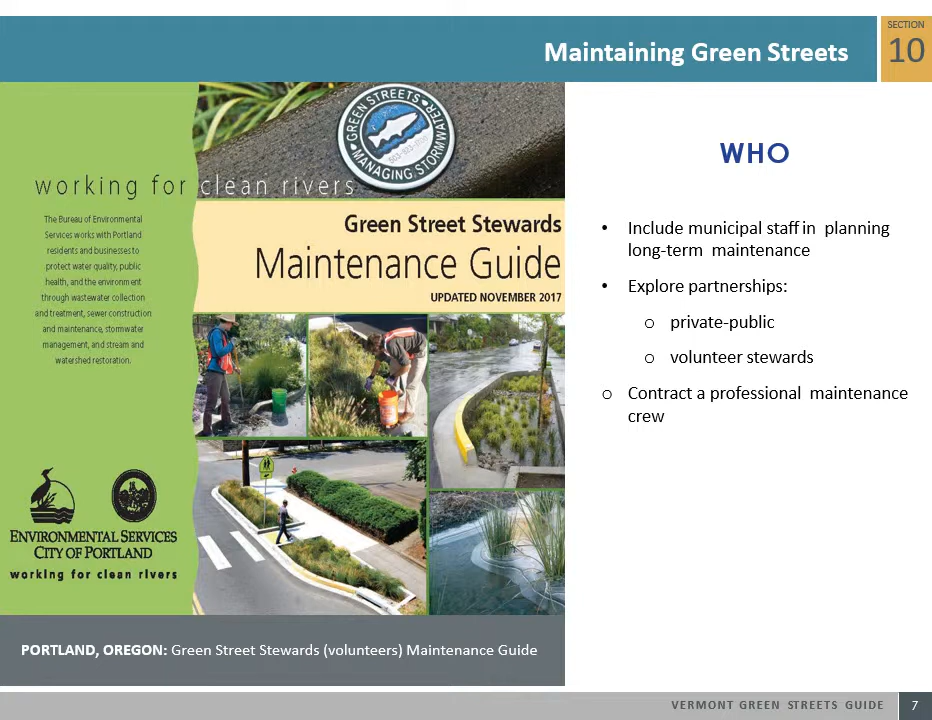 Maintaining Green Streets
SECTION
10
GREEN STREETS
MANAGING STORMWATER
working for clean rivers
The Bureau of Environmental
Services works with Portland
residents and businesses to
protect water quality, public
health, and the environment
through wastewater collection
and treatment, sewer construction
and maintenance, stormwater
management, and stream and
watershed restoration.
Green Street Stewards
Maintenance Guide
UPDATED NOVEMBER 2017
ENVIRONMENTAL SERVICES
CITY OF PORTLAND
working for clean rivers
PORTLAND, OREGON: Green Street Stewards (volunteers) Maintenance Guide
WHO
• Include municipal staff in planning
long-term maintenance
• Explore partnerships:
o private-public
o volunteer stewards
o Contract a professional maintenance
crew
VERMONT GREEN STREETS GUIDE
7